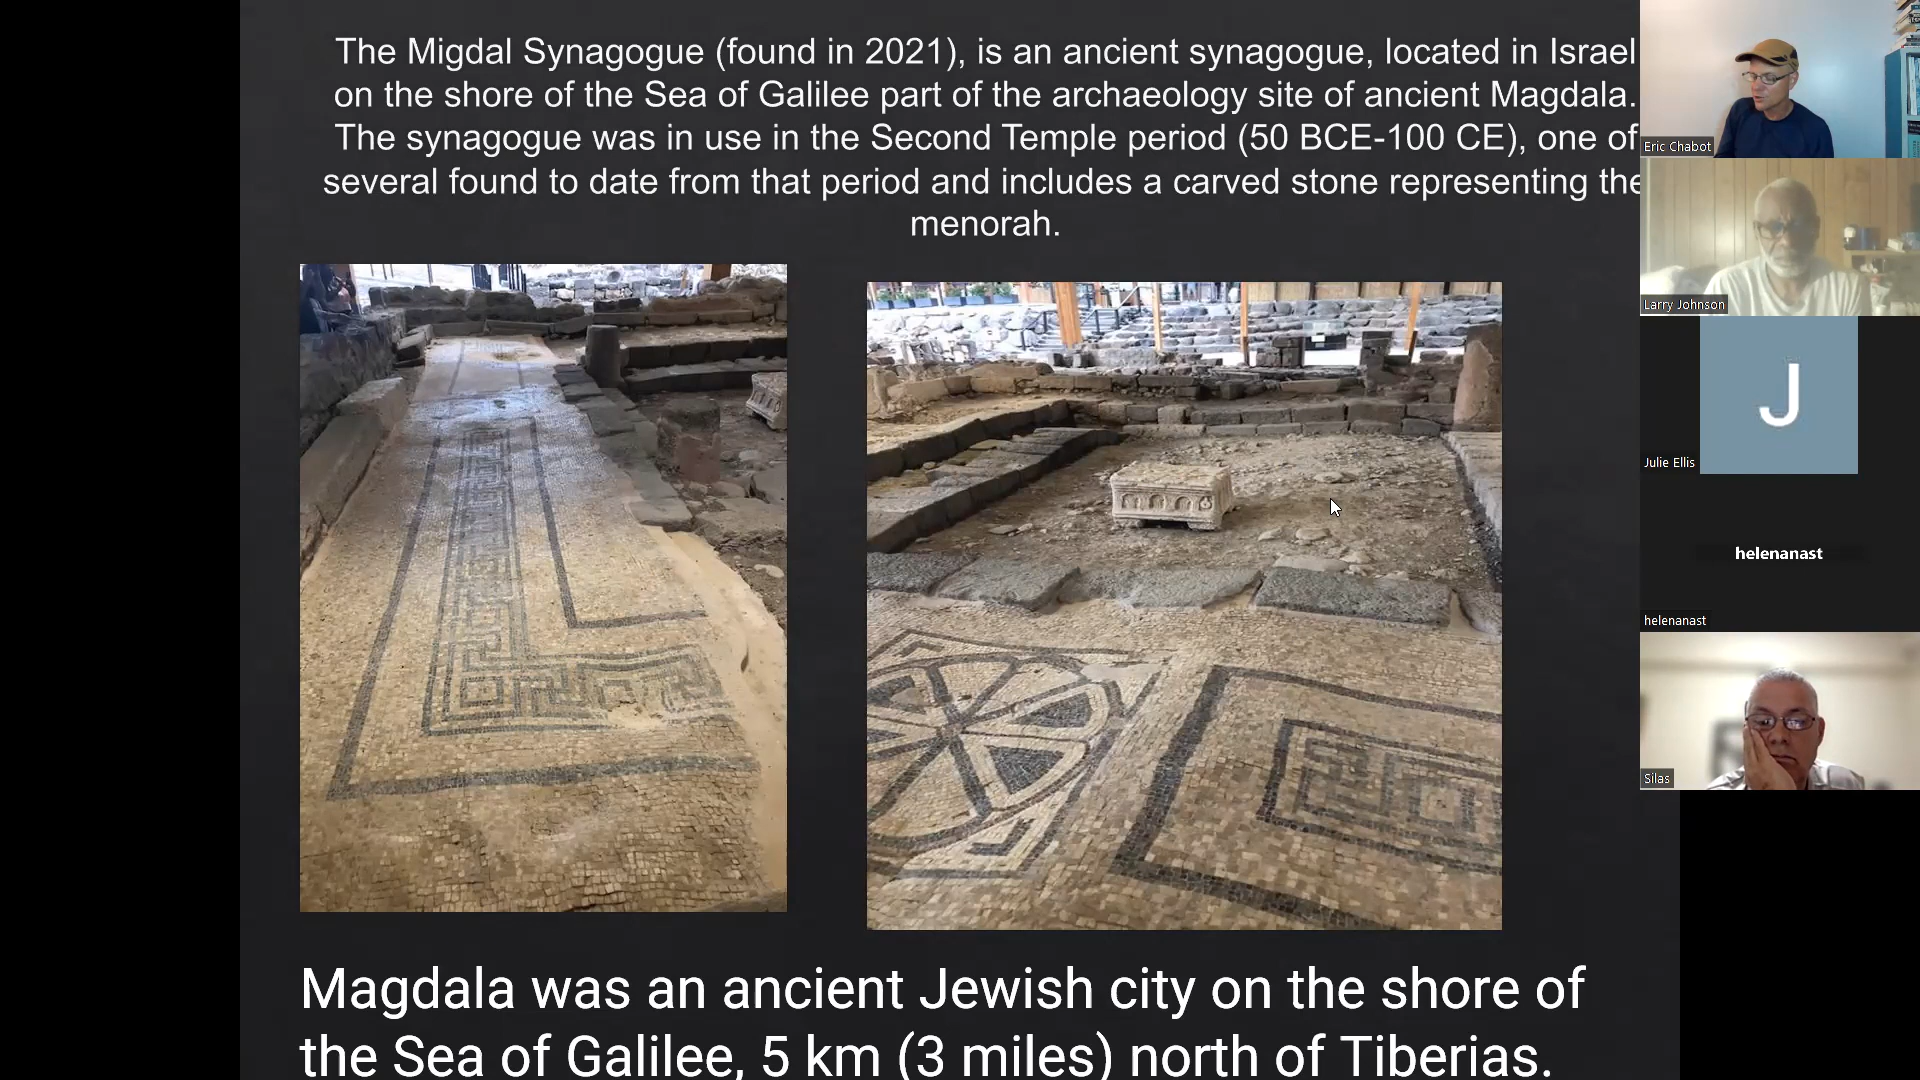 The Migdal Synagogue (found in 2021), is an ancient synagogue, located in Israel
on the shore of the Sea of Galilee part of the archaeology site of ancient Magdala.
The synagogue was in use in the Second Temple period (50 BCE-100 CE), one of
several found to date from that period and includes a carved stone representing the
menorah.
Magdala was an ancient Jewish city on the shore of
the Sea of Galilee, 5 km (3 miles) north of Tiberias.
Eric Chabot
Larry Johnson
J
Julie Ellis
helenanast
helenanast
Silas